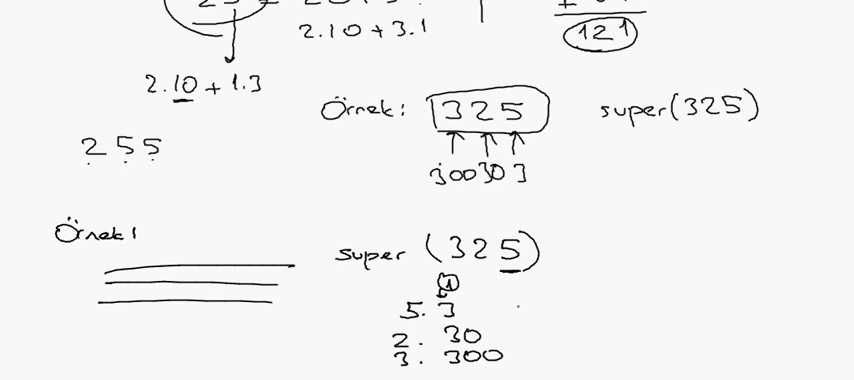 2.10 + 3.1
121
2.10 + 1.3
Örnek: 325 super(325)
300 30 3
255
Örnek!
super (325)
1
5. 3
2. 30
3. 300